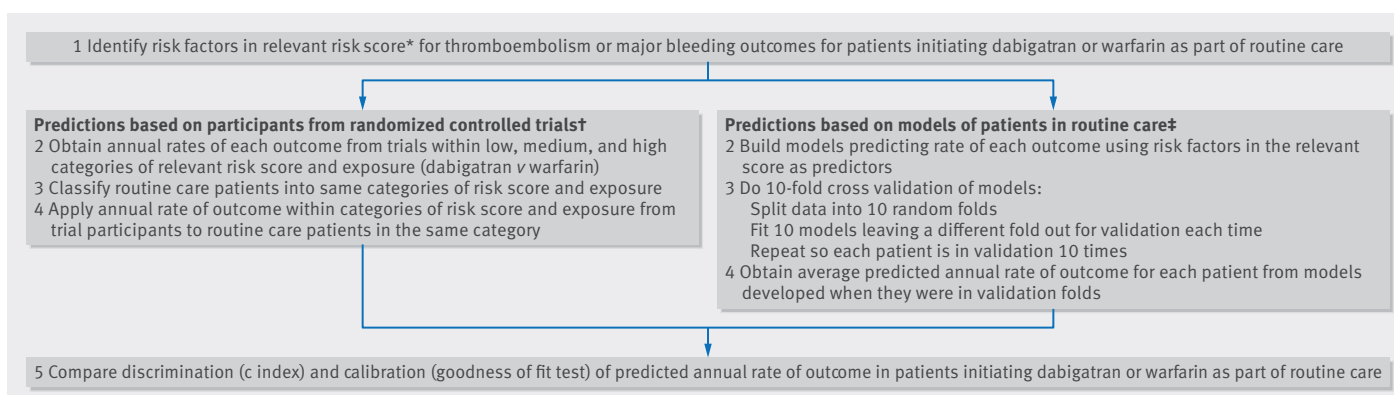 1 Identify risk factors in relevant risk score* for thromboembolism or major bleeding outcomes for patients initiating dabigatran or warfarin as part of routine care
Predictions based on participants from randomized controlled trials†
2 Obtain annual rates of each outcome from trials within low, medium, and high
categories of relevant risk score and exposure (dabigatran v warfarin)
3 Classify routine care patients into same categories of risk score and exposure
4 Apply annual rate of outcome within categories of risk score and exposure from
trial participants to routine care patients in the same category
Predictions based on models of patients in routine care‡
2 Build models predicting rate of each outcome using risk factors in the relevant
score as predictors
3 Do 10-fold cross validation of models:
Split data into 10 random folds
Fit 10 models leaving a different fold out for validation each time
Repeat so each patient is in validation 10 times
4 Obtain average predicted annual rate of outcome for each patient from models
developed when they were in validation folds
5 Compare discrimination (c index) and calibration (goodness of fit test) of predicted annual rate of outcome in patients initiating dabigatran or warfarin as part of routine care